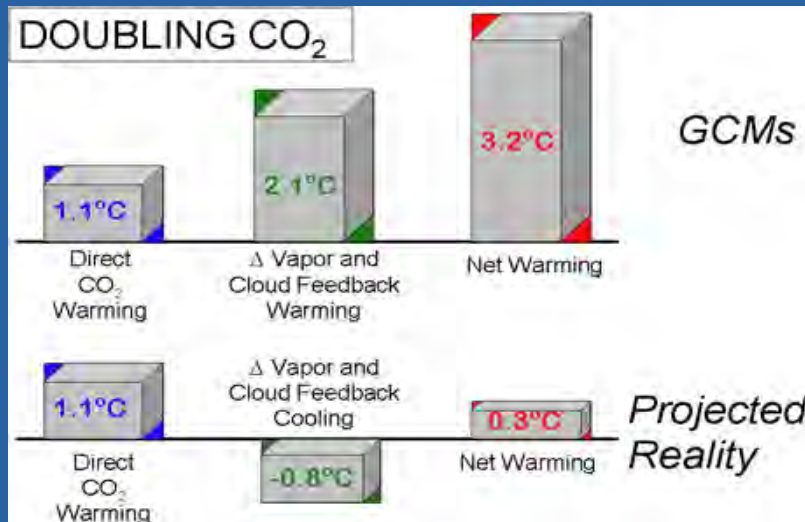 DOUBLING CO₂
GCMs
1.1°C
2.1°C
3.2°C
Direct
CO₂
Warming
Δ Vapor and
Cloud Feedback
Warming
Net Warming
Projected
Reality
1.1°C
Δ Vapor and
Cloud Feedback
Cooling
-0.8°C
0.3°C
Direct
CO₂
Warming
Net Warming